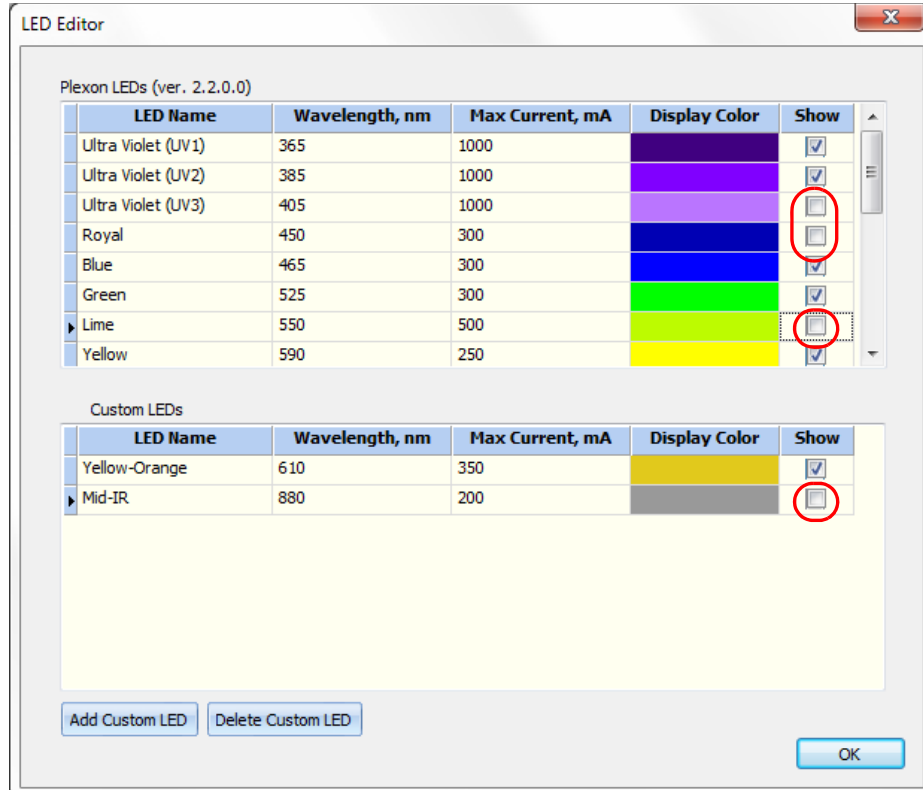 LED Editor
Plexon LEDs (ver. 2.2.0.0)
LED Name Wavelength, nm Max Current, mA Display Color Show
Ultra Violet (UV1) 365 1000
Ultra Violet (UV2) 385 1000
Ultra Violet (UV3) 405 1000
Royal 450 300
Blue 465 300
Green 525 300
Lime 550 500
Yellow 590 250
Custom LEDs
LED Name Wavelength, nm Max Current, mA Display Color Show
Yellow-Orange 610 350
Mid-IR 880 200
Add Custom LED Delete Custom LED
OK